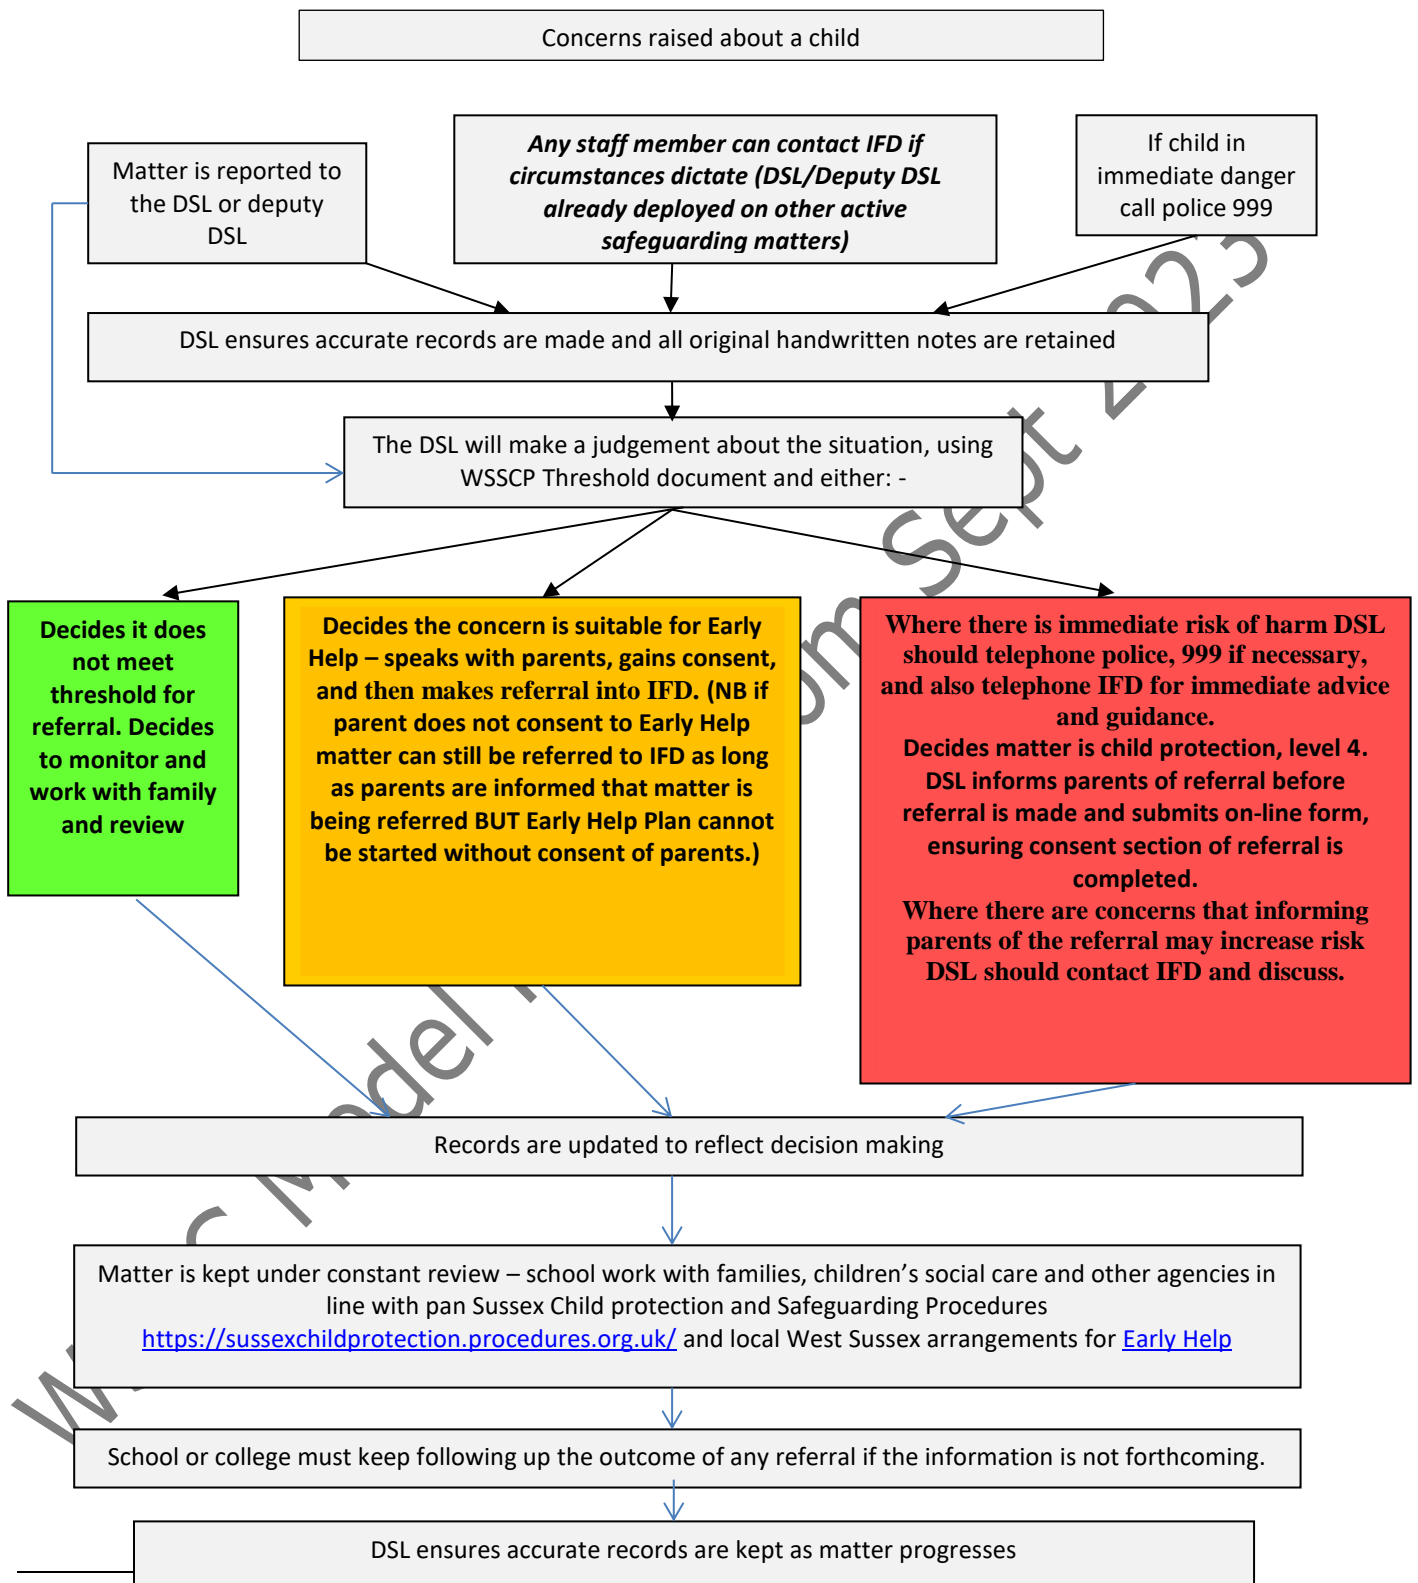 Concerns raised about a child
Matter is reported to
the DSL or deputy
DSL
Any staff member can contact IFD if
circumstances dictate (DSL/Deputy DSL
already deployed on other active
safeguarding matters)
If child in
immediate danger
call police 999
DSL ensures accurate records are made and all original handwritten notes are retained
The DSL will make a judgement about the situation, using
WSSCP Threshold document and either: -
Decides it does
not meet
threshold for
referral. Decides
to monitor and
work with family
and review
Decides the concern is suitable for Early
Help – speaks with parents, gains consent,
and then makes referral into IFD. (NB if
parent does not consent to Early Help
matter can still be referred to IFD as long
as parents are informed that matter is
being referred BUT Early Help Plan cannot
be started without consent of parents.)
Where there is immediate risk of harm DSL
should telephone police, 999 if necessary,
and also telephone IFD for immediate advice
and guidance.
Decides matter is child protection, level 4.
DSL informs parents of referral before
referral is made and submits on-line form,
ensuring consent section of referral is
completed.
Where there are concerns that informing
parents of the referral may increase risk
DSL should contact IFD and discuss.
Records are updated to reflect decision making
Matter is kept under constant review – school work with families, children’s social care and other agencies in
line with pan Sussex Child protection and Safeguarding Procedures
https://sussexchildprotection.procedures.org.uk/ and local West Sussex arrangements for Early Help
School or college must keep following up the outcome of any referral if the information is not forthcoming.
DSL ensures accurate records are kept as matter progresses
Model
Sept 2023